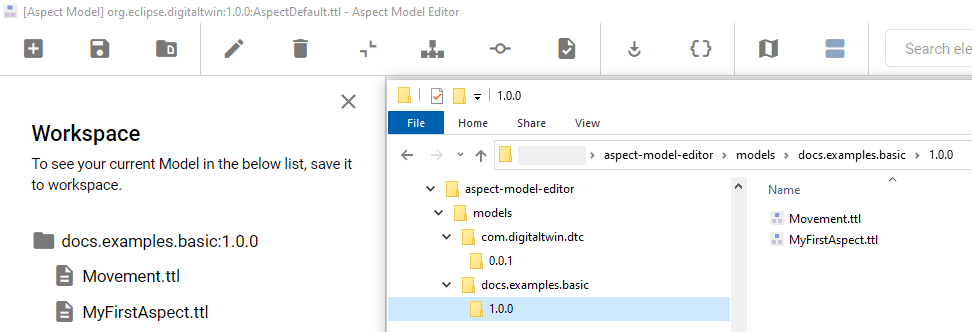 [Aspect Model] org.eclipse.digitaltwin:1.0.0:AspectDefault.ttl - Aspect Model Editor
Search ele
Workspace
To see your current Model in the below list, save it
to workspace.
docs.examples.basic:1.0.0
Movement.ttl
MyFirstAspect.ttl
1.0.0
File Home Share View
aspect-model-editor > models > docs.examples.basic > 1.0.0
aspect-model-editor
models
com.digitaltwin.dtc
0.0.1
docs.examples.basic
1.0.0
Name
Movement.ttl
MyFirstAspect.ttl